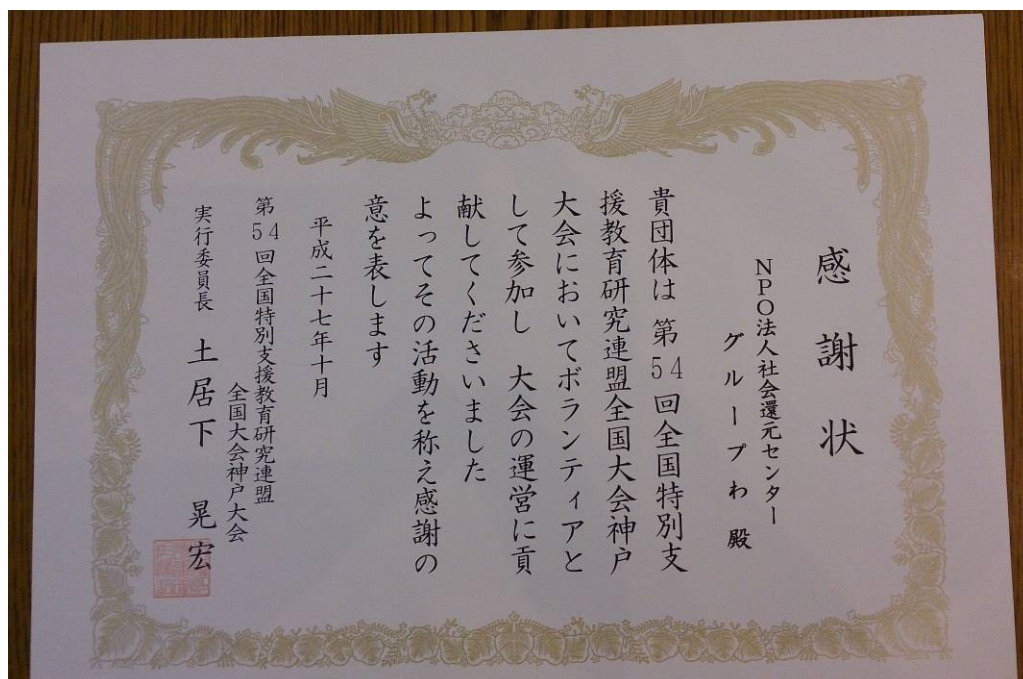 感謝状
NPO法人社会還元センター
グループわ 殿
貴団体は 第54回全国特別支
援教育研究連盟全国大会神戸
大会においてボランティアと
して参加し 大会の運営に貢
献してくださいました
よってその活動を称え感謝の
意を表します
平成二十七年十月
第54回全国特別支援教育研究連盟
全国大会神戸大会
実行委員長 土居下 晃宏